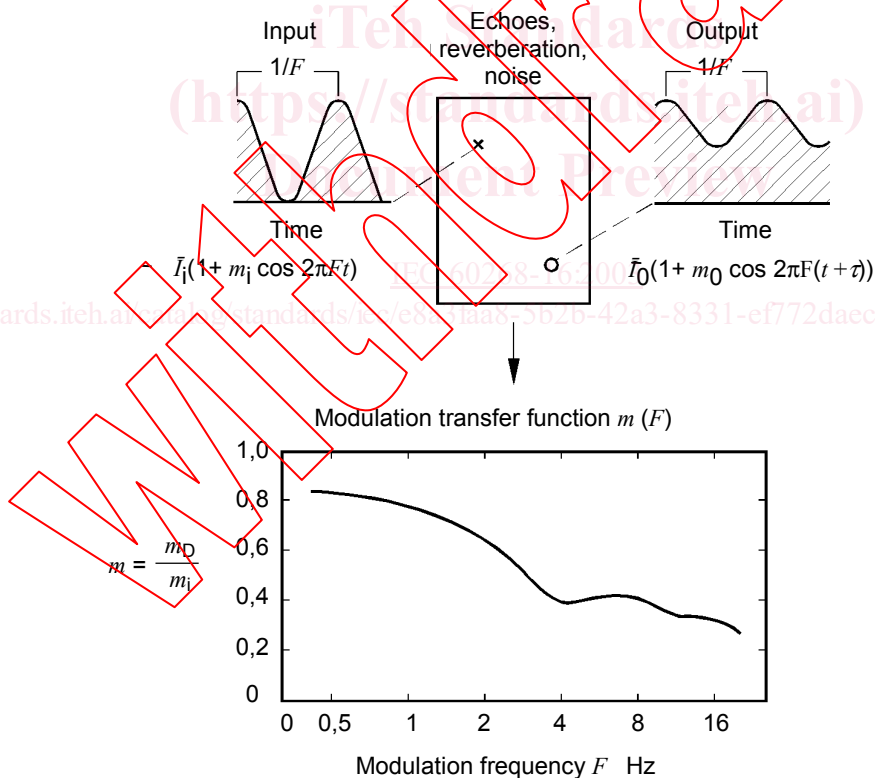 iTeh Standards
(https://standards.iteh.ai)
Document Preview
Withdrawn
Input
Echoes,
reverberation,
noise
Output
1/F
1/F
Time
Time
Ī_i(1+ m_i cos 2πFt)
IEC 60268-16:2003
Ī_0(1+ m_0 cos 2πF(t + τ))
Modulation transfer function m (F)
1,0
0,8
0,6
m = m_D / m_i
0,4
0,2
0
0 0,5 1 2 4 8 16
Modulation frequency F Hz